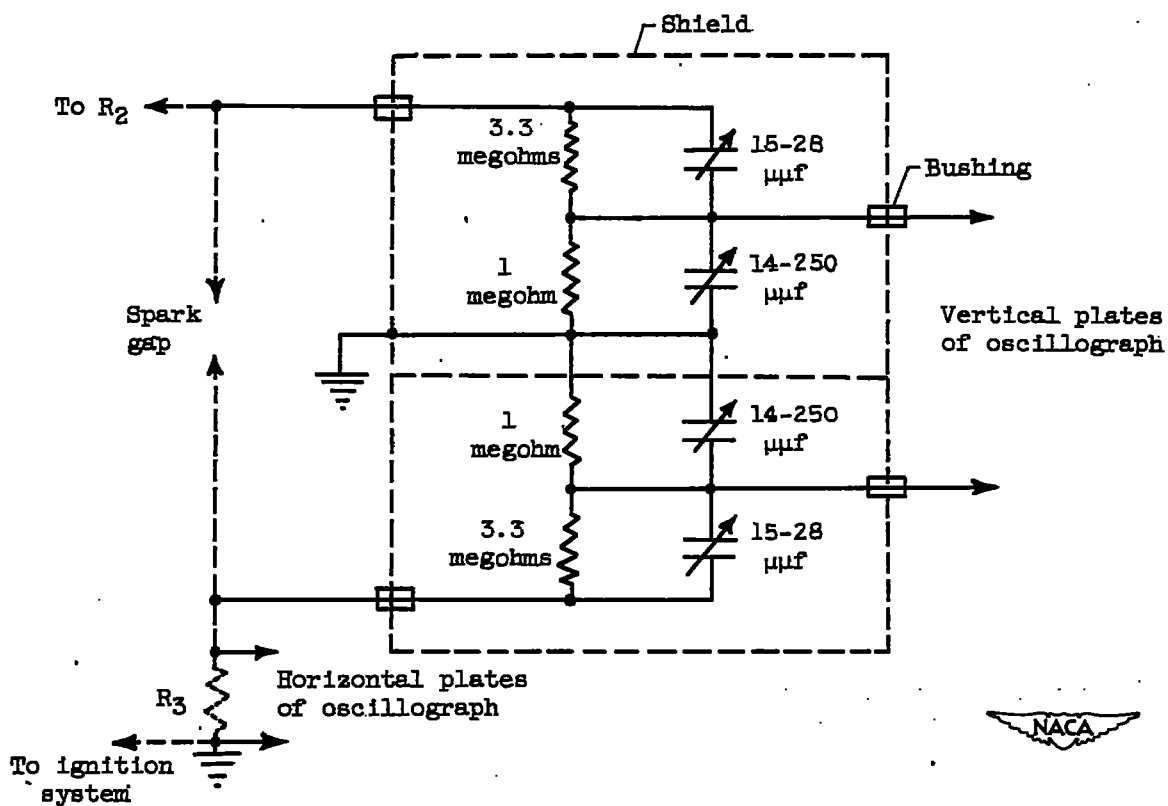 Shield
To R2
3.3
megohms
15-28
μμf
Bushing
1
megohm
14-250
μμf
Spark
gap
Vertical plates
of oscillograph
1
megohm
14-250
μμf
3.3
megohms
15-28
μμf
R3
Horizontal plates
of oscillograph
To ignition
system
NACA